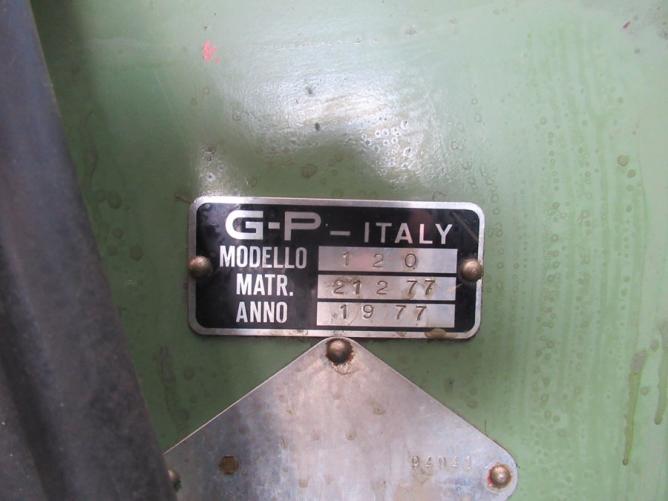 G-P - ITALY
MODELLO 120
MATR. 21277
ANNO 1977